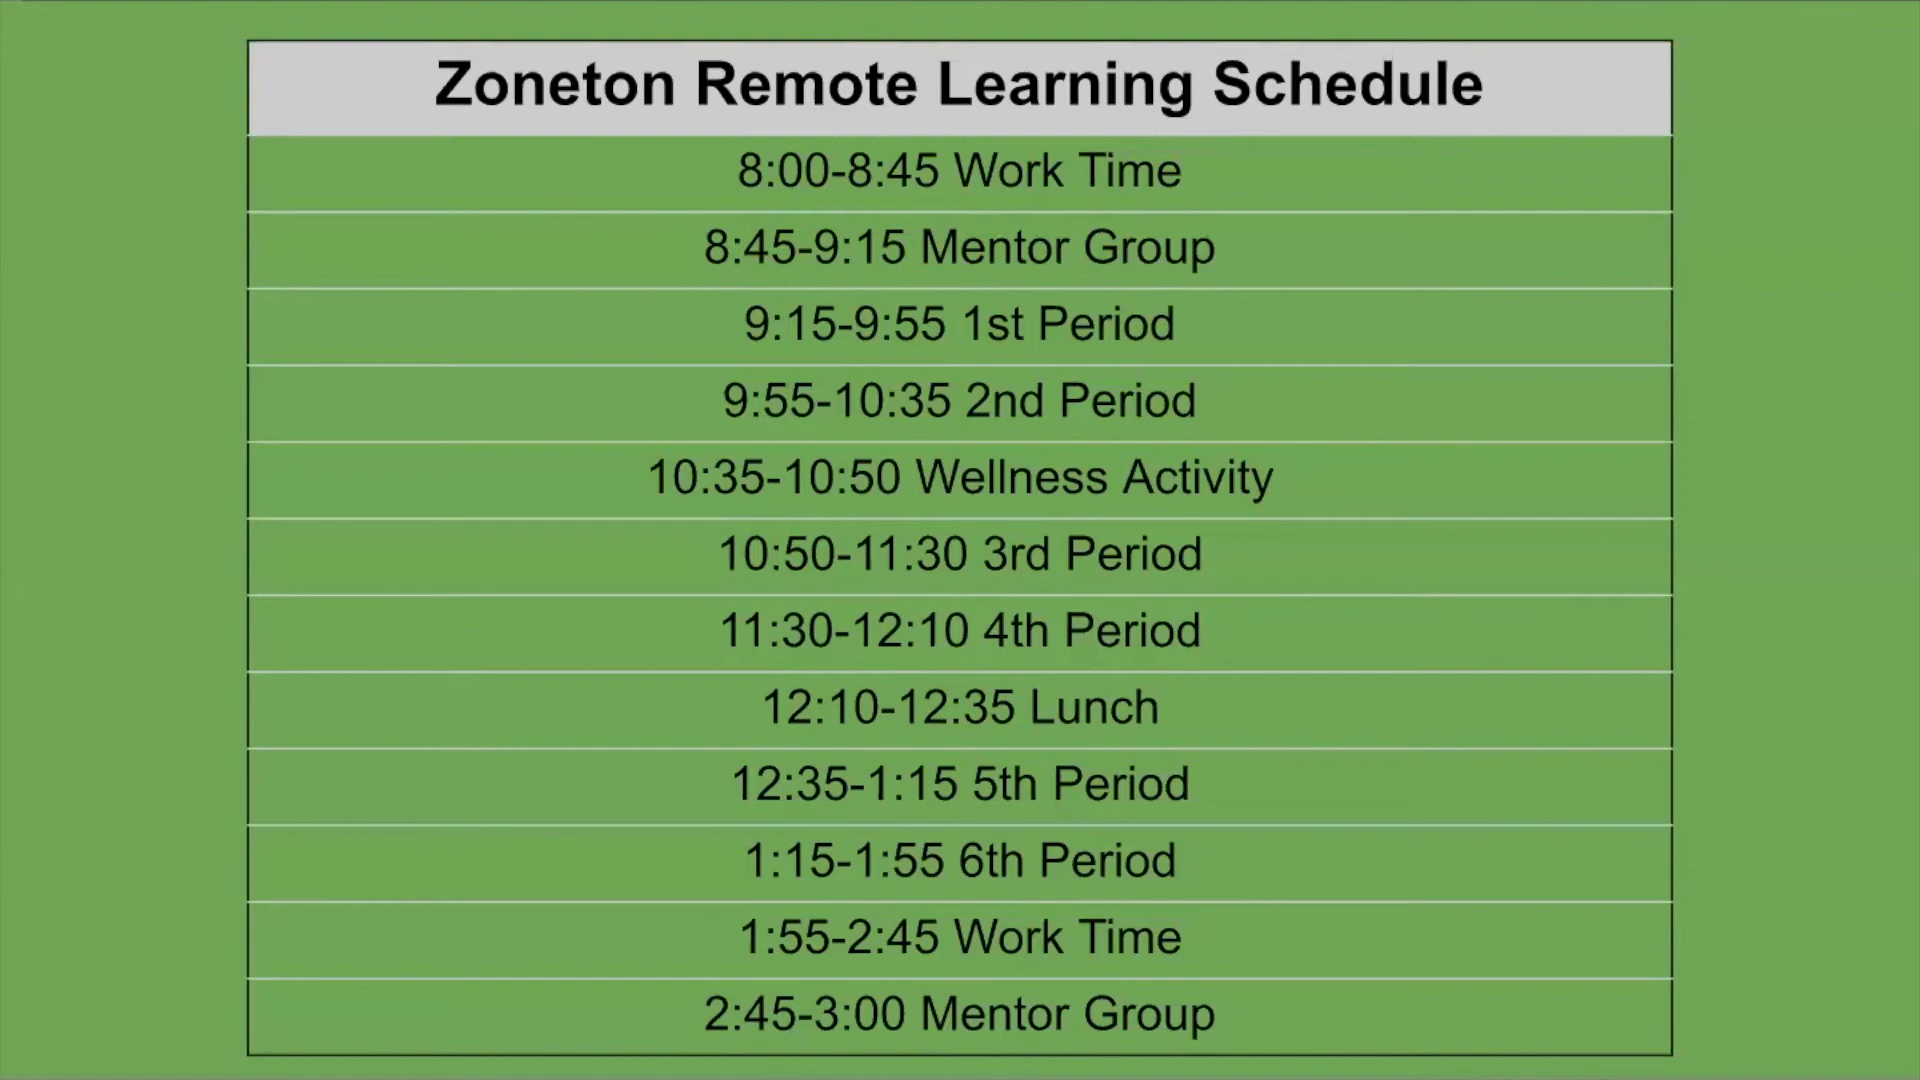 Zoneton Remote Learning Schedule
8:00-8:45 Work Time
8:45-9:15 Mentor Group
9:15-9:55 1st Period
9:55-10:35 2nd Period
10:35-10:50 Wellness Activity
10:50-11:30 3rd Period
11:30-12:10 4th Period
12:10-12:35 Lunch
12:35-1:15 5th Period
1:15-1:55 6th Period
1:55-2:45 Work Time
2:45-3:00 Mentor Group